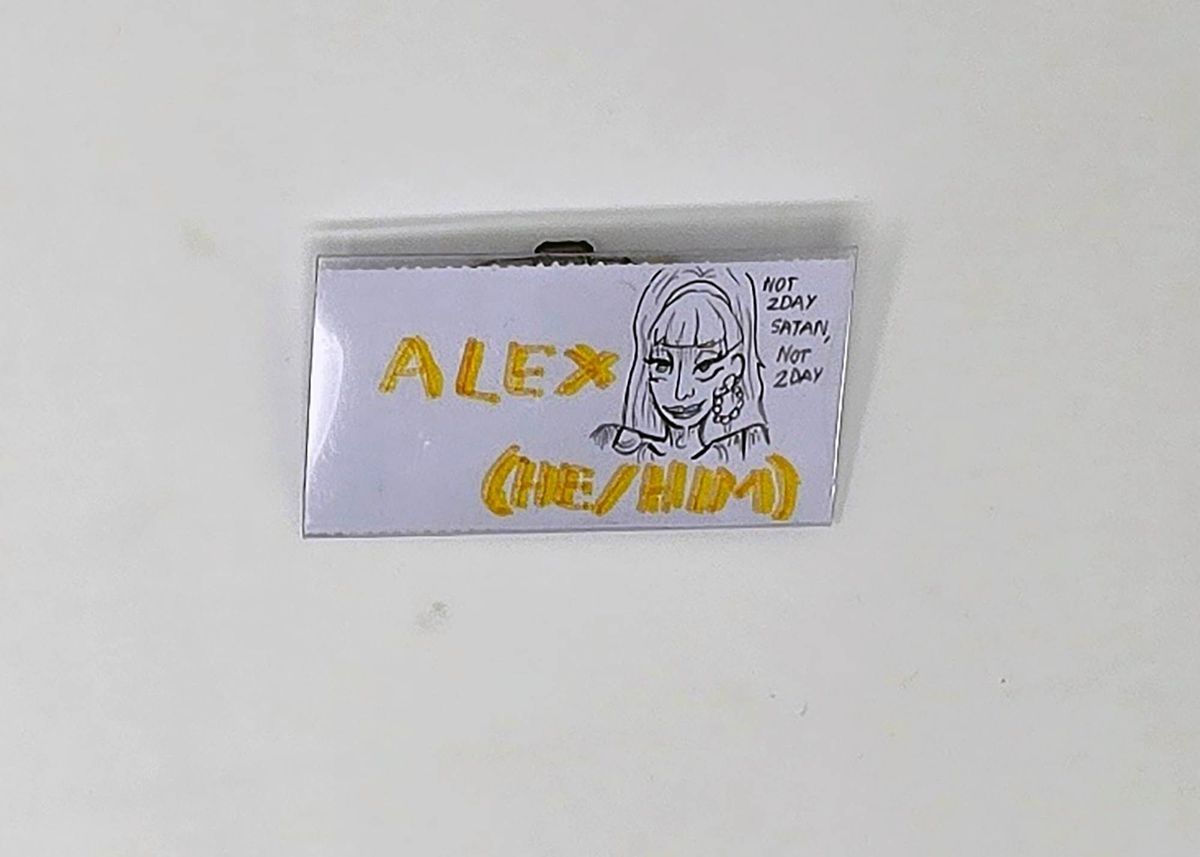 ALEX
(HE/HIM)
NOT
2DAY
SATAN,
NOT
2DAY